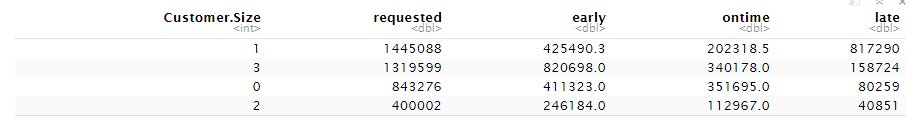 Customer.Size requested early ontime late
<int> <dbl> <dbl> <dbl> <dbl>
1 1445088 425490.3 202318.5 817290
3 1319599 820698.0 340178.0 158724
0 843276 411323.0 351695.0 80259
2 400002 246184.0 112967.0 40851